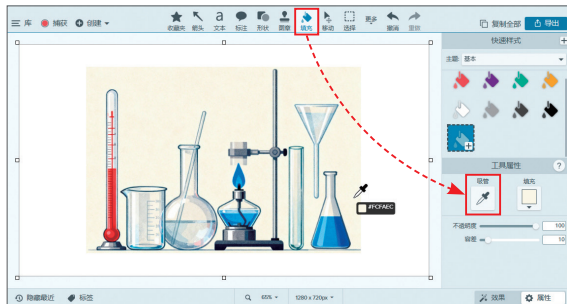 库 捕获 创建
收藏夹 箭头 文本 标注 形状 图章 填充 移动 选择 更多 撤消 重做
复制全部 导出
快速样式
主题: 基本
工具属性 ?
吸管 填充
#FCFAEC
不透明度 100
容差 10
隐藏最近 标签 65% 1280 x 720px 效果 属性